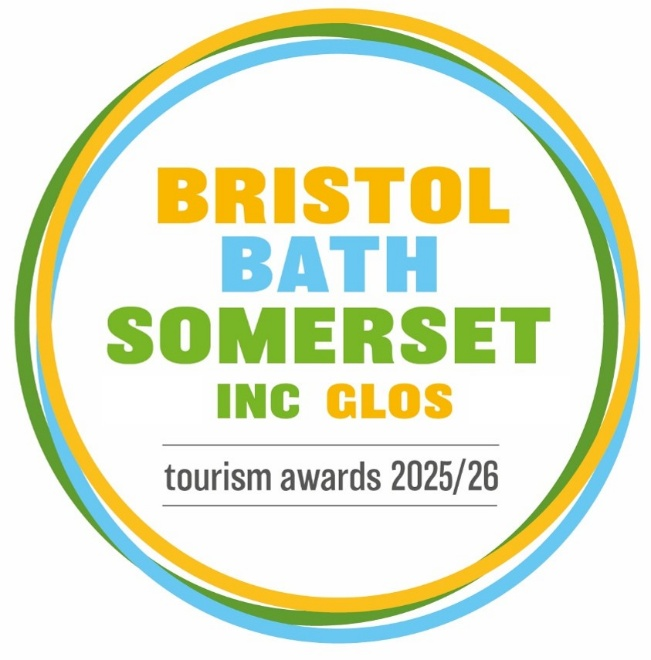 BRISTOL
BATH
SOMERSET
INC GLOS
tourism awards 2025/26